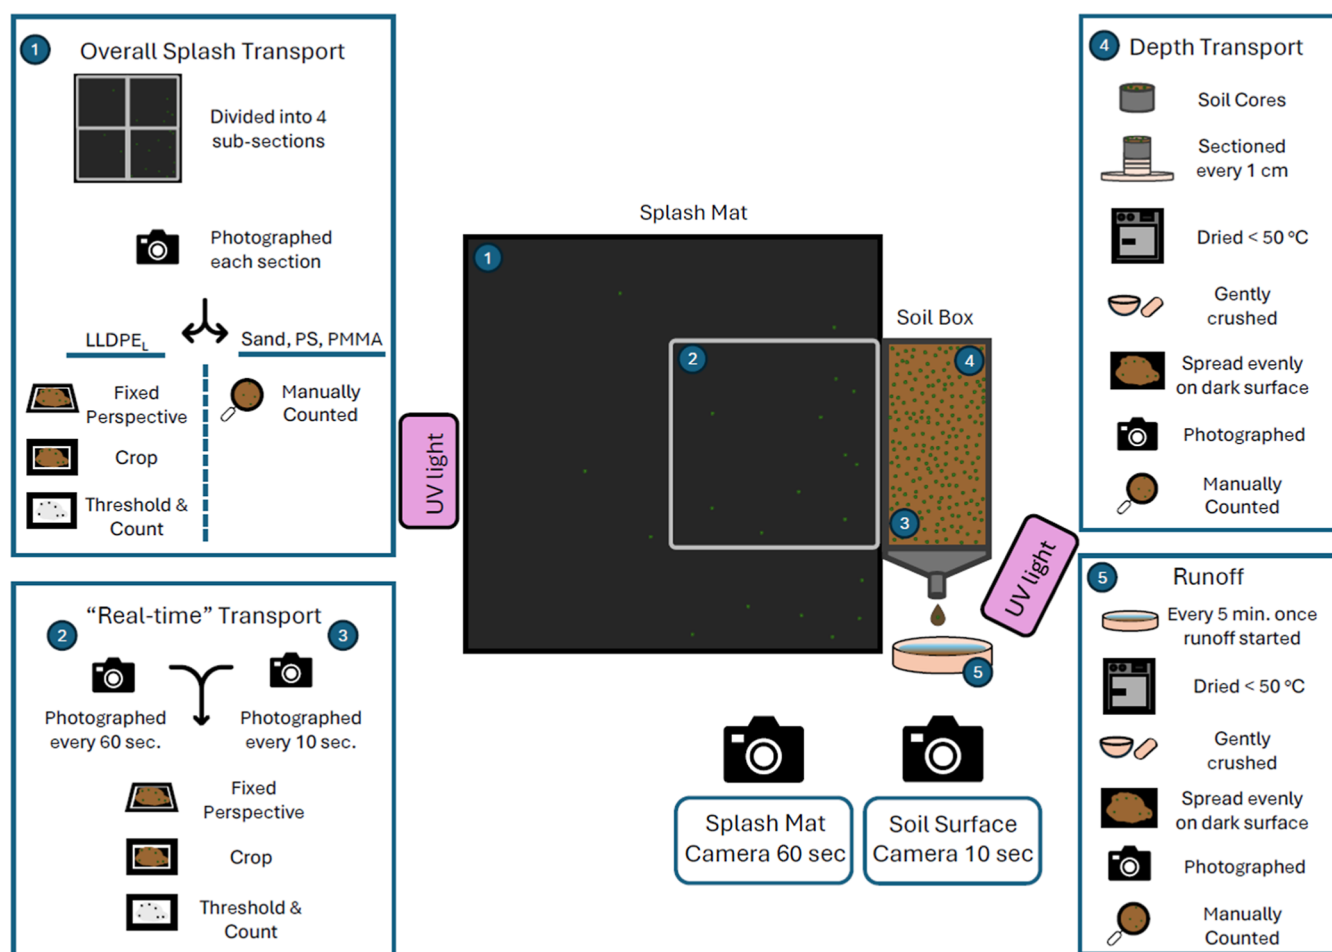 1
Overall Splash Transport
Divided into 4
sub-sections
Photographed
each section
LLDPEL
Sand, PS, PMMA
Fixed
Perspective
Crop
Threshold &
Count
Manually
Counted
"Real-time" Transport
2
3
Photographed
every 60 sec.
Photographed
every 10 sec.
Fixed
Perspective
Crop
Threshold &
Count
Splash Mat
1
2
UV light
Soil Box
4
3
UV light
5
Splash Mat
Camera 60 sec
Soil Surface
Camera 10 sec
4
Depth Transport
Soil Cores
Sectioned
every 1 cm
Dried < 50 °C
Gently
crushed
Spread evenly
on dark surface
Photographed
Manually
Counted
5
Runoff
Every 5 min. once
runoff started
Dried < 50 °C
Gently
crushed
Spread evenly
on dark surface
Photographed
Manually
Counted